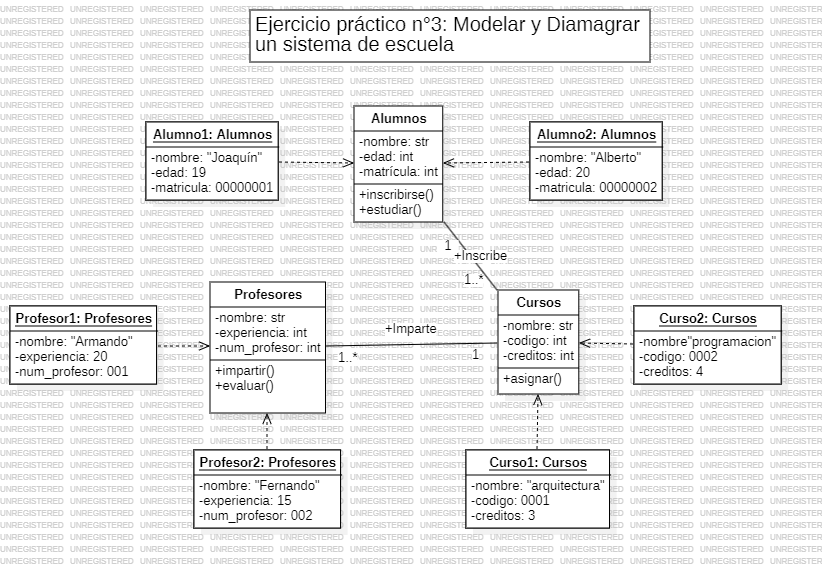 Ejercicio práctico n°3: Modelar y Diamagrar
un sistema de escuela
Alumno1: Alumnos
-nombre: "Joaquín"
-edad: 19
-matricula: 00000001
Alumnos
-nombre: str
-edad: int
-matrícula: int
+inscribirse()
+estudiar()
Alumno2: Alumnos
-nombre: "Alberto"
-edad: 20
-matricula: 00000002
1
+Inscribe
1..*
Profesor1: Profesores
-nombre: "Armando"
-experiencia: 20
-num_profesor: 001
Profesores
-nombre: str
-experiencia: int
-num_profesor: int
+impartir()
+evaluar()
+Imparte
1..*
1
Cursos
-nombre: str
-codigo: int
-creditos: int
+asignar()
Curso2: Cursos
-nombre"programacion"
-codigo: 0002
-creditos: 4
Profesor2: Profesores
-nombre: "Fernando"
-experiencia: 15
-num_profesor: 002
Curso1: Cursos
-nombre: "arquitectura"
-codigo: 0001
-creditos: 3
UNREGISTERED